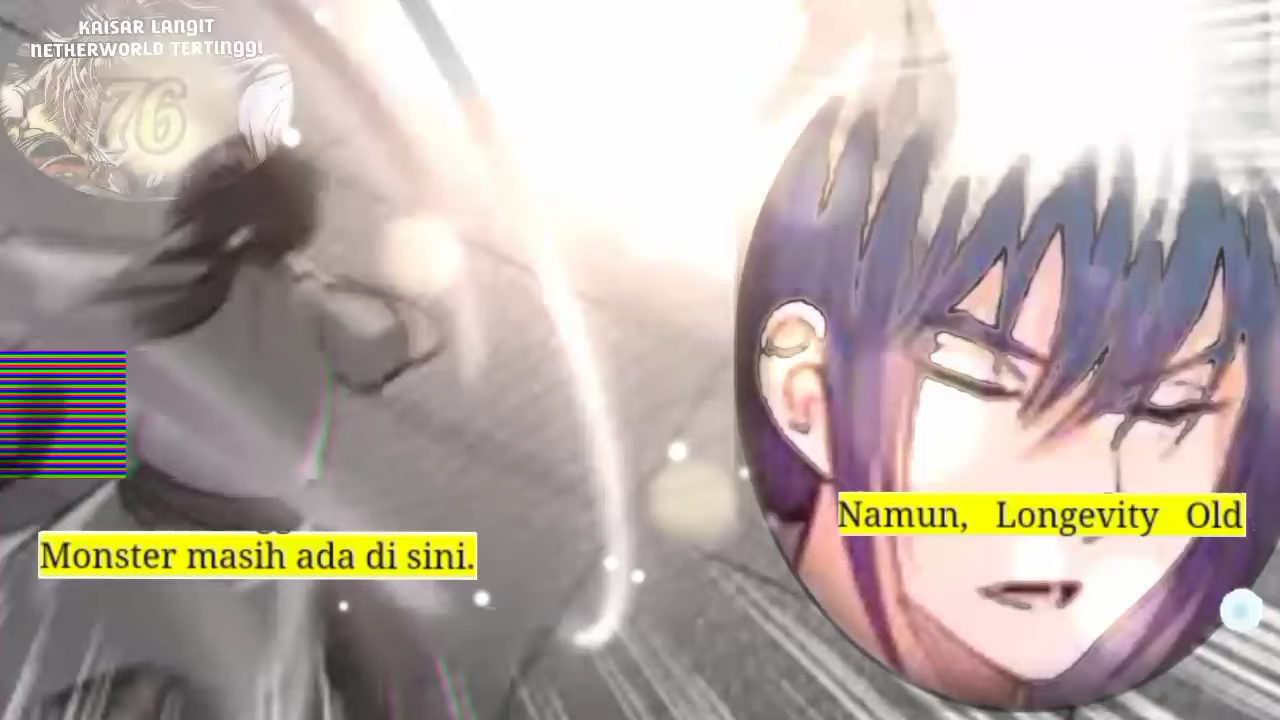 KAISAR LANGIT
NETHERWORLD TERTINGGI
76
Namun, Longevity Old
Monster masih ada di sini.